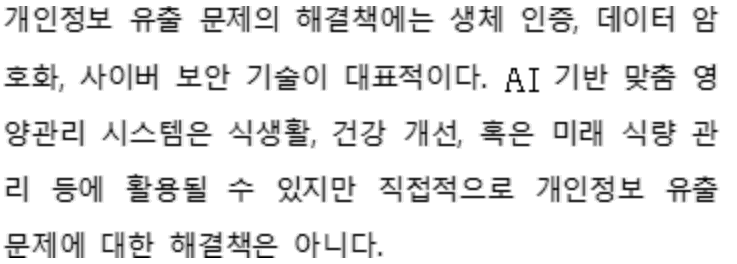 개인정보 유출 문제의 해결책에는 생체 인증, 데이터 암
호화, 사이버 보안 기술이 대표적이다. AI 기반 맞춤 영
양관리 시스템은 식생활, 건강 개선, 혹은 미래 식량 관
리 등에 활용될 수 있지만 직접적으로 개인정보 유출
문제에 대한 해결책은 아니다.